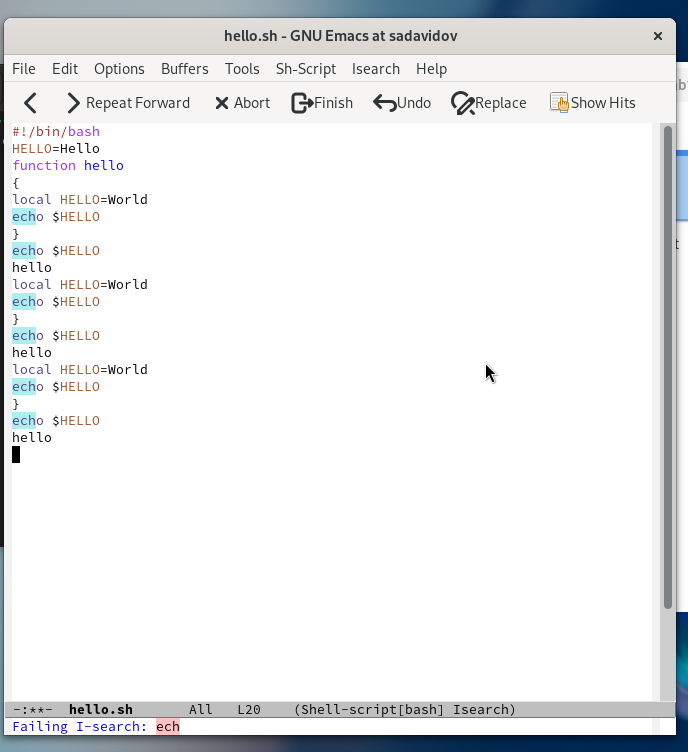 hello.sh - GNU Emacs at sadavidov
File Edit Options Buffers Tools Sh-Script Isearch Help
Repeat Forward Abort Finish Undo Replace Show Hits
#!/bin/bash
HELLO=Hello
function hello
{
local HELLO=World
echo $HELLO
}
echo $HELLO
hello
local HELLO=World
echo $HELLO
}
echo $HELLO
hello
local HELLO=World
echo $HELLO
}
echo $HELLO
hello
-:**- hello.sh All L20 (Shell-script[bash] Isearch)
Failing I-search: ech